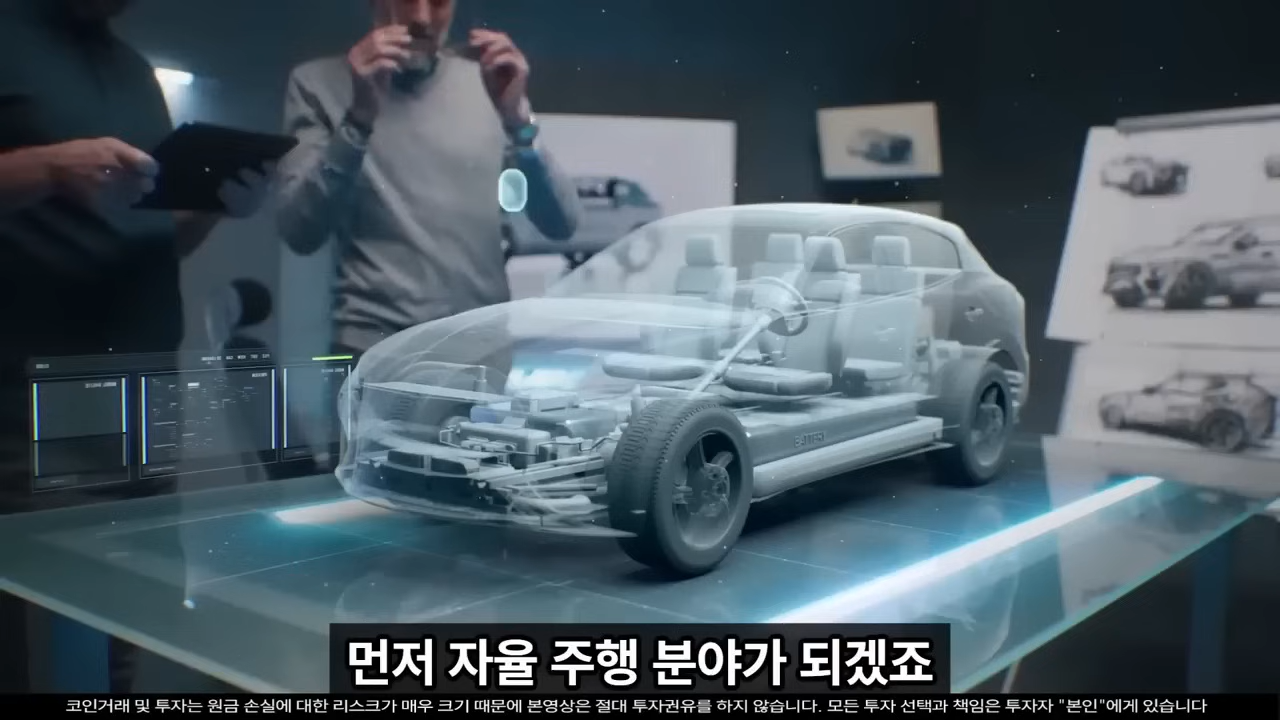 BATTERY
먼저 자율 주행 분야가 되겠죠
코인거래 및 투자는 원금 손실에 대한 리스크가 매우 크기 때문에 본영상은 절대 투자권유를 하지 않습니다. 모든 투자 선택과 책임은 투자자 "본인"에게 있습니다